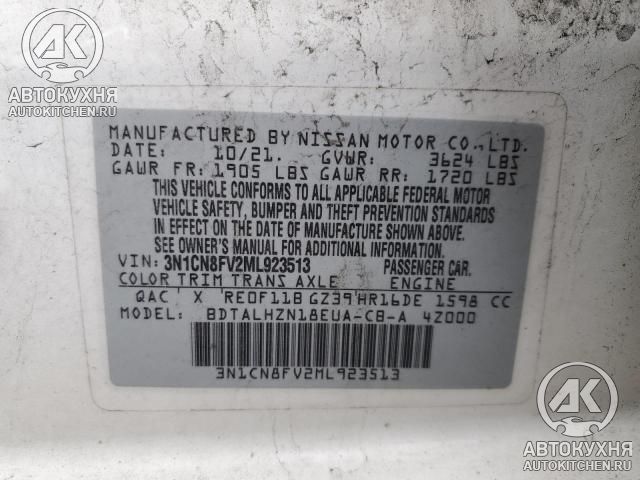 АК
АВТОКУХНЯ
AUTOKITCHEN.RU
MANUFACTURED BY NISSAN MOTOR CO., LTD.
DATE: 10/21. GVWR: 3624 LBS
GAWR FR: 1905 LBS GAWR RR: 1720 LBS
THIS VEHICLE CONFORMS TO ALL APPLICABLE FEDERAL MOTOR
VEHICLE SAFETY, BUMPER AND THEFT PREVENTION STANDARDS
IN EFFECT ON THE DATE OF MANUFACTURE SHOWN ABOVE.
SEE OWNER'S MANUAL FOR ADDITIONAL INFORMATION.
VIN: 3N1CN8FV2ML923513 PASSENGER CAR.
COLOR TRIM TRANS AXLE ENGINE
QAC X RE0F11B GZ39 HR16DE 1598 CC
MODEL: BDTALHZN18EUA-CB-A 4Z000
3N1CN8FV2ML923513
АК
АВТОКУХНЯ
AUTOKITCHEN.RU